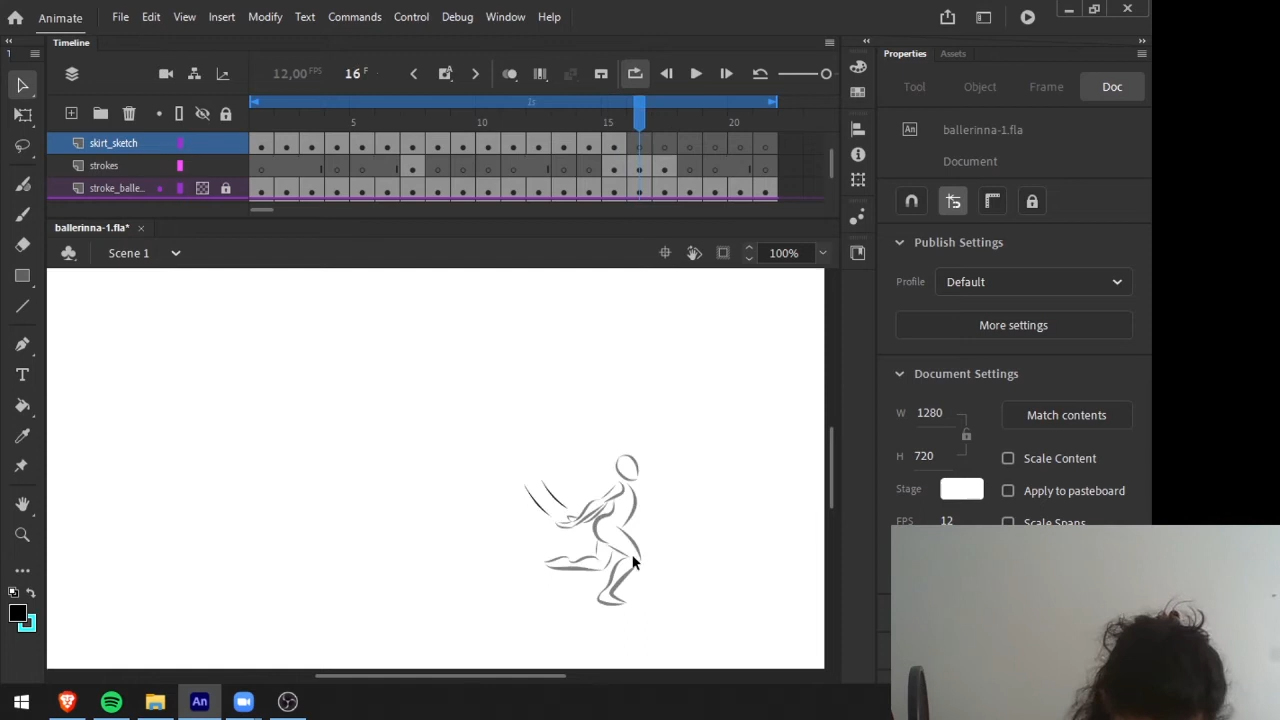 Animate File Edit View Insert Modify Text Commands Control Debug Window Help
Timeline
Properties Assets
12,00 FPS 16 F
Tool Object Frame Doc
1s
5 10 15 20
An ballerinna-1.fla
skirt_sketch
Document
strokes
stroke_balle...
ballerinna-1.fla*
Publish Settings
Scene 1 100%
Profile Default
More settings
Document Settings
W 1280 Match contents
H 720 Scale Content
Stage Apply to pasteboard
FPS 12 Scale Spans
T
An